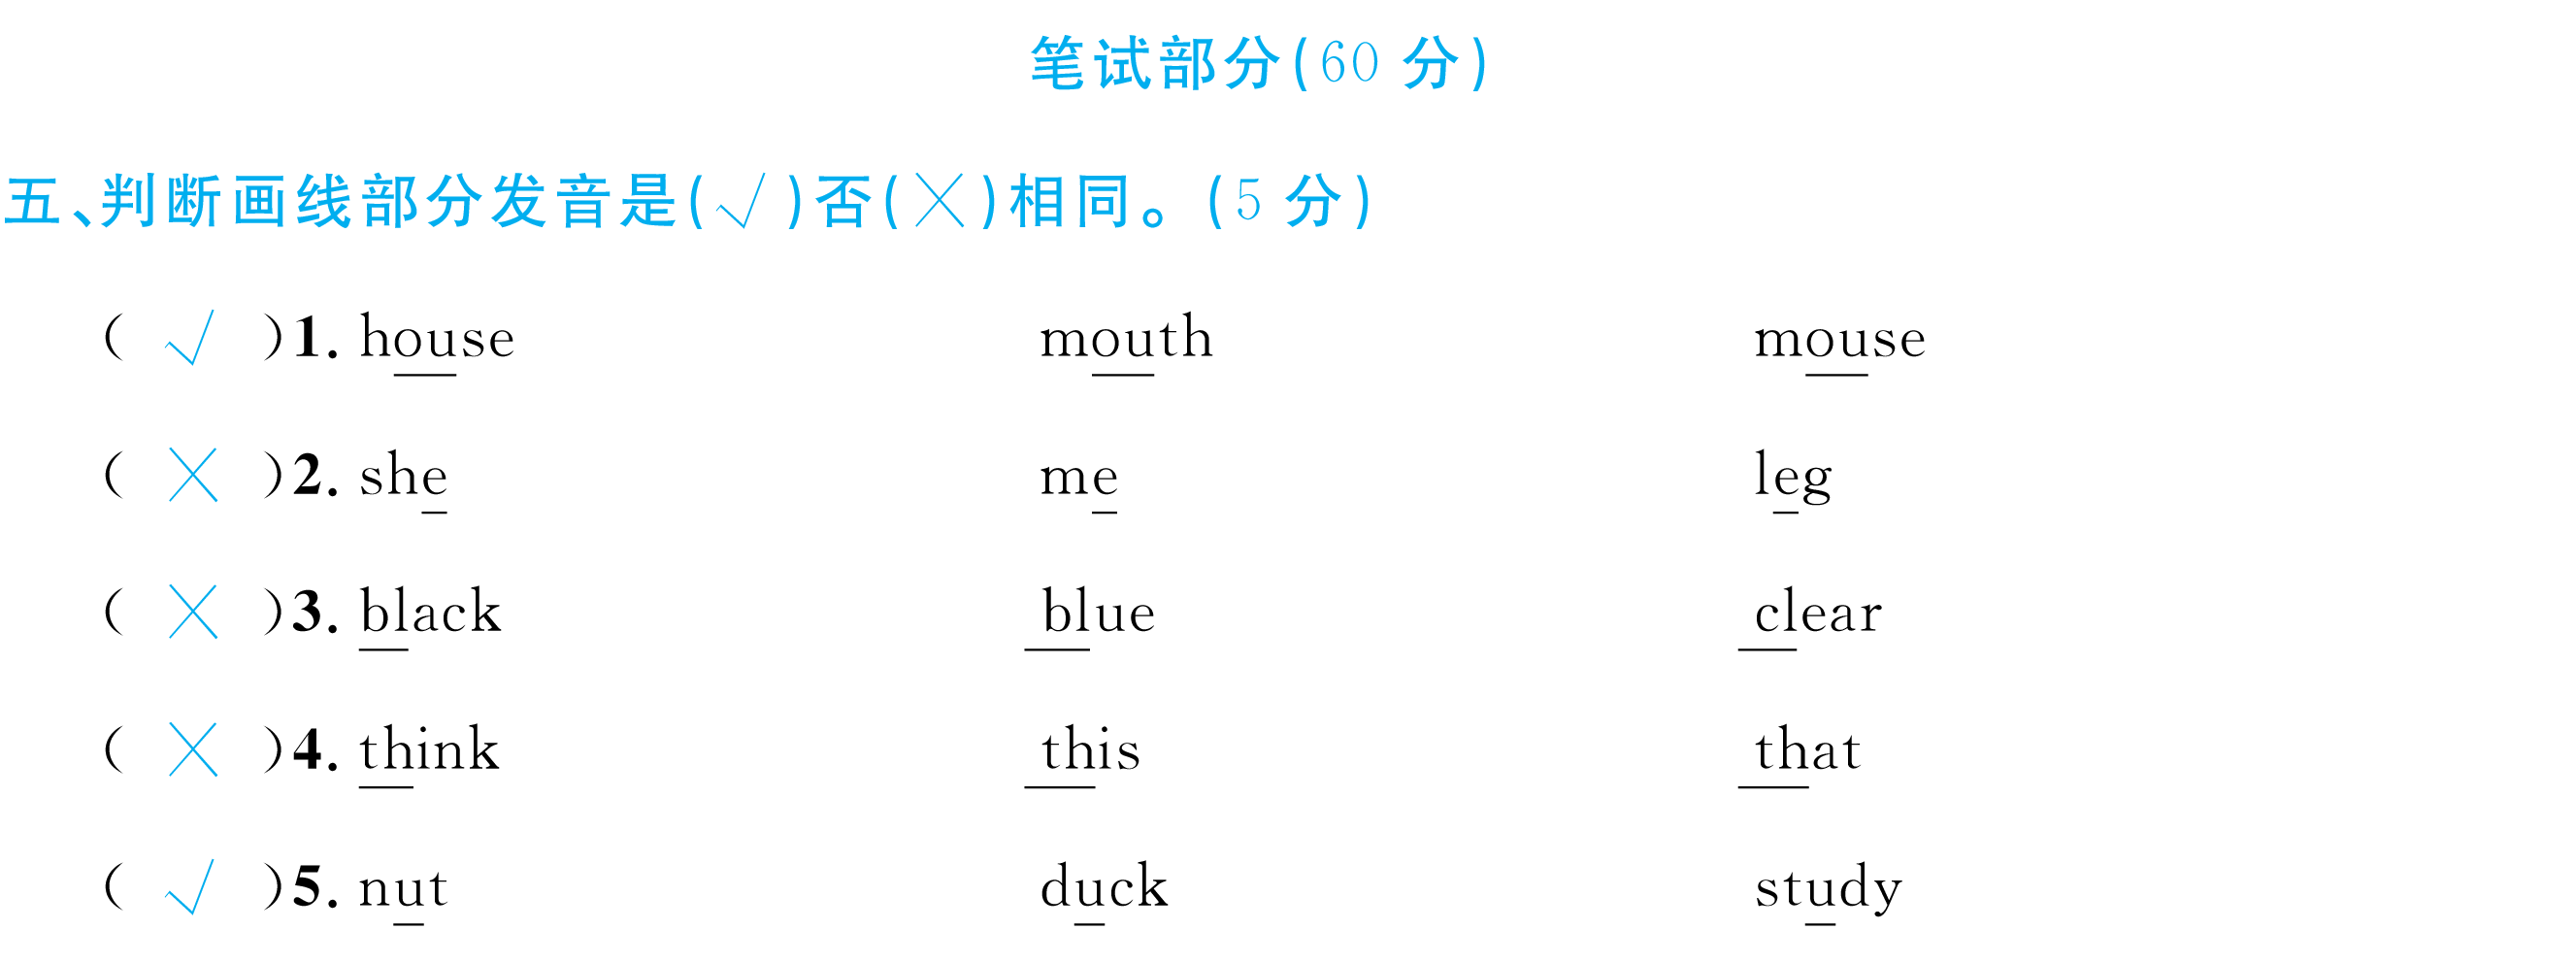 笔试部分(60 分)
五、判断画线部分发音是(√)否(×)相同。(5 分)
( √ )1. house mouth mouse
( × )2. she me leg
( × )3. black blue clear
( × )4. think this that
( √ )5. nut duck study